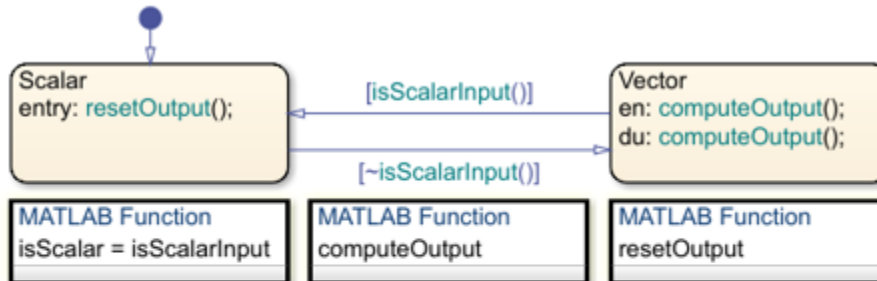 Scalar
entry: resetOutput();
[isScalarInput()]
[~isScalarInput()]
Vector
en: computeOutput();
du: computeOutput();
MATLAB Function
isScalar = isScalarInput
MATLAB Function
computeOutput
MATLAB Function
resetOutput